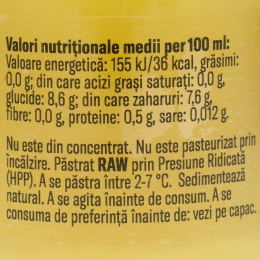 Valori nutriționale medii per 100 ml:
Valoare energetică: 155 kJ/36 kcal, grăsimi:
0,0 g; din care acizi grași saturați: 0,0 g,
glucide: 8,6 g; din care zaharuri: 7,6 g,
fibre: 0,0 g, proteine: 0,5 g, sare: 0,012 g.
Nu este din concentrat. Nu este pasteurizat prin
încălzire. Păstrat RAW prin Presiune Ridicată
(HPP). A se păstra între 2-7 °C. Sedimentează
natural. A se agita înainte de consum. A se
consuma de preferință înainte de: vezi pe capac.